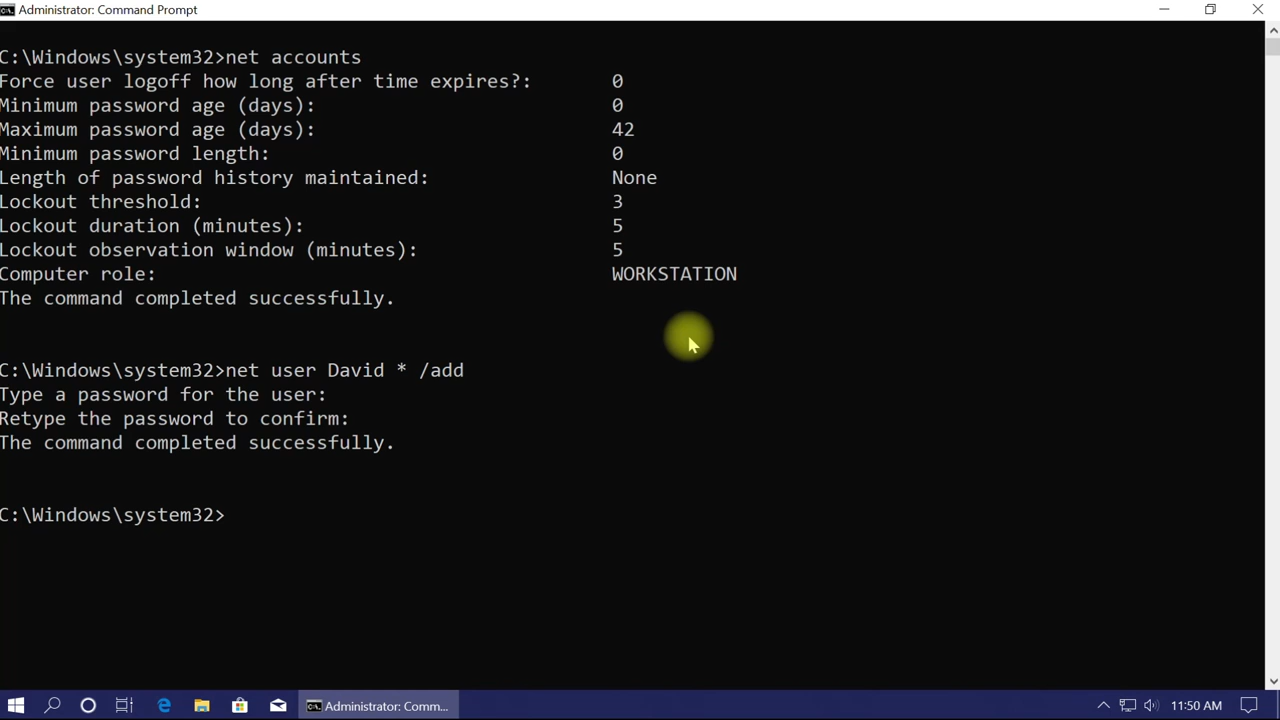 Administrator: Command Prompt
C:\Windows\system32>net accounts
Force user logoff how long after time expires?: 0
Minimum password age (days): 0
Maximum password age (days): 42
Minimum password length: 0
Length of password history maintained: None
Lockout threshold: 3
Lockout duration (minutes): 5
Lockout observation window (minutes): 5
Computer role: WORKSTATION
The command completed successfully.
C:\Windows\system32>net user David * /add
Type a password for the user:
Retype the password to confirm:
The command completed successfully.
C:\Windows\system32>
Administrator: Comm...
11:50 AM